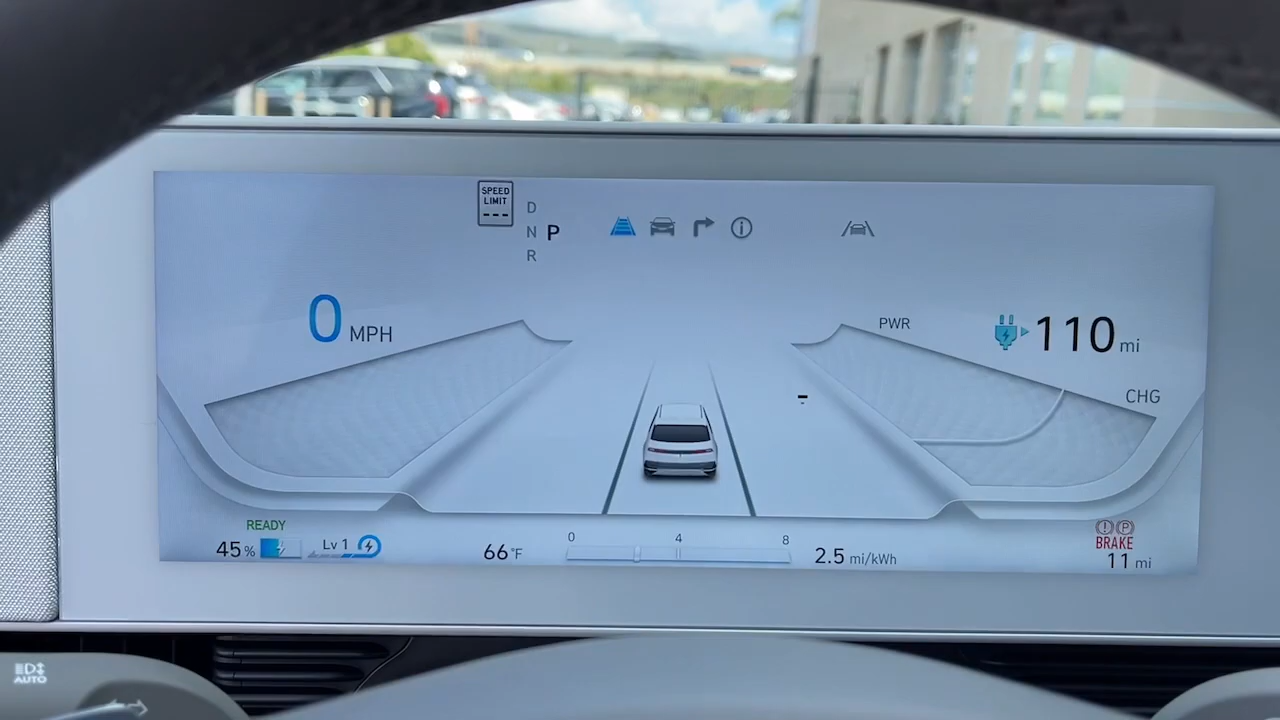 SPEED
LIMIT
---
D
N P
R
0 MPH
PWR
110 mi
CHG
READY
45 %
Lv 1
66 °F
0 4 8
2.5 mi/kWh
P
BRAKE
11 mi
AUTO